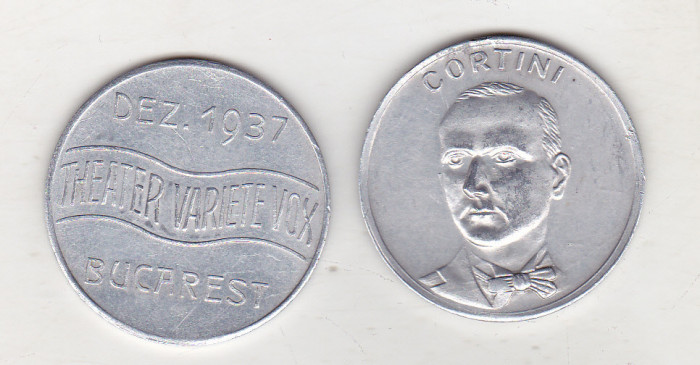 DEZ. 1937
THEATER VARIETE VOX
BUCAREST
CORTINI